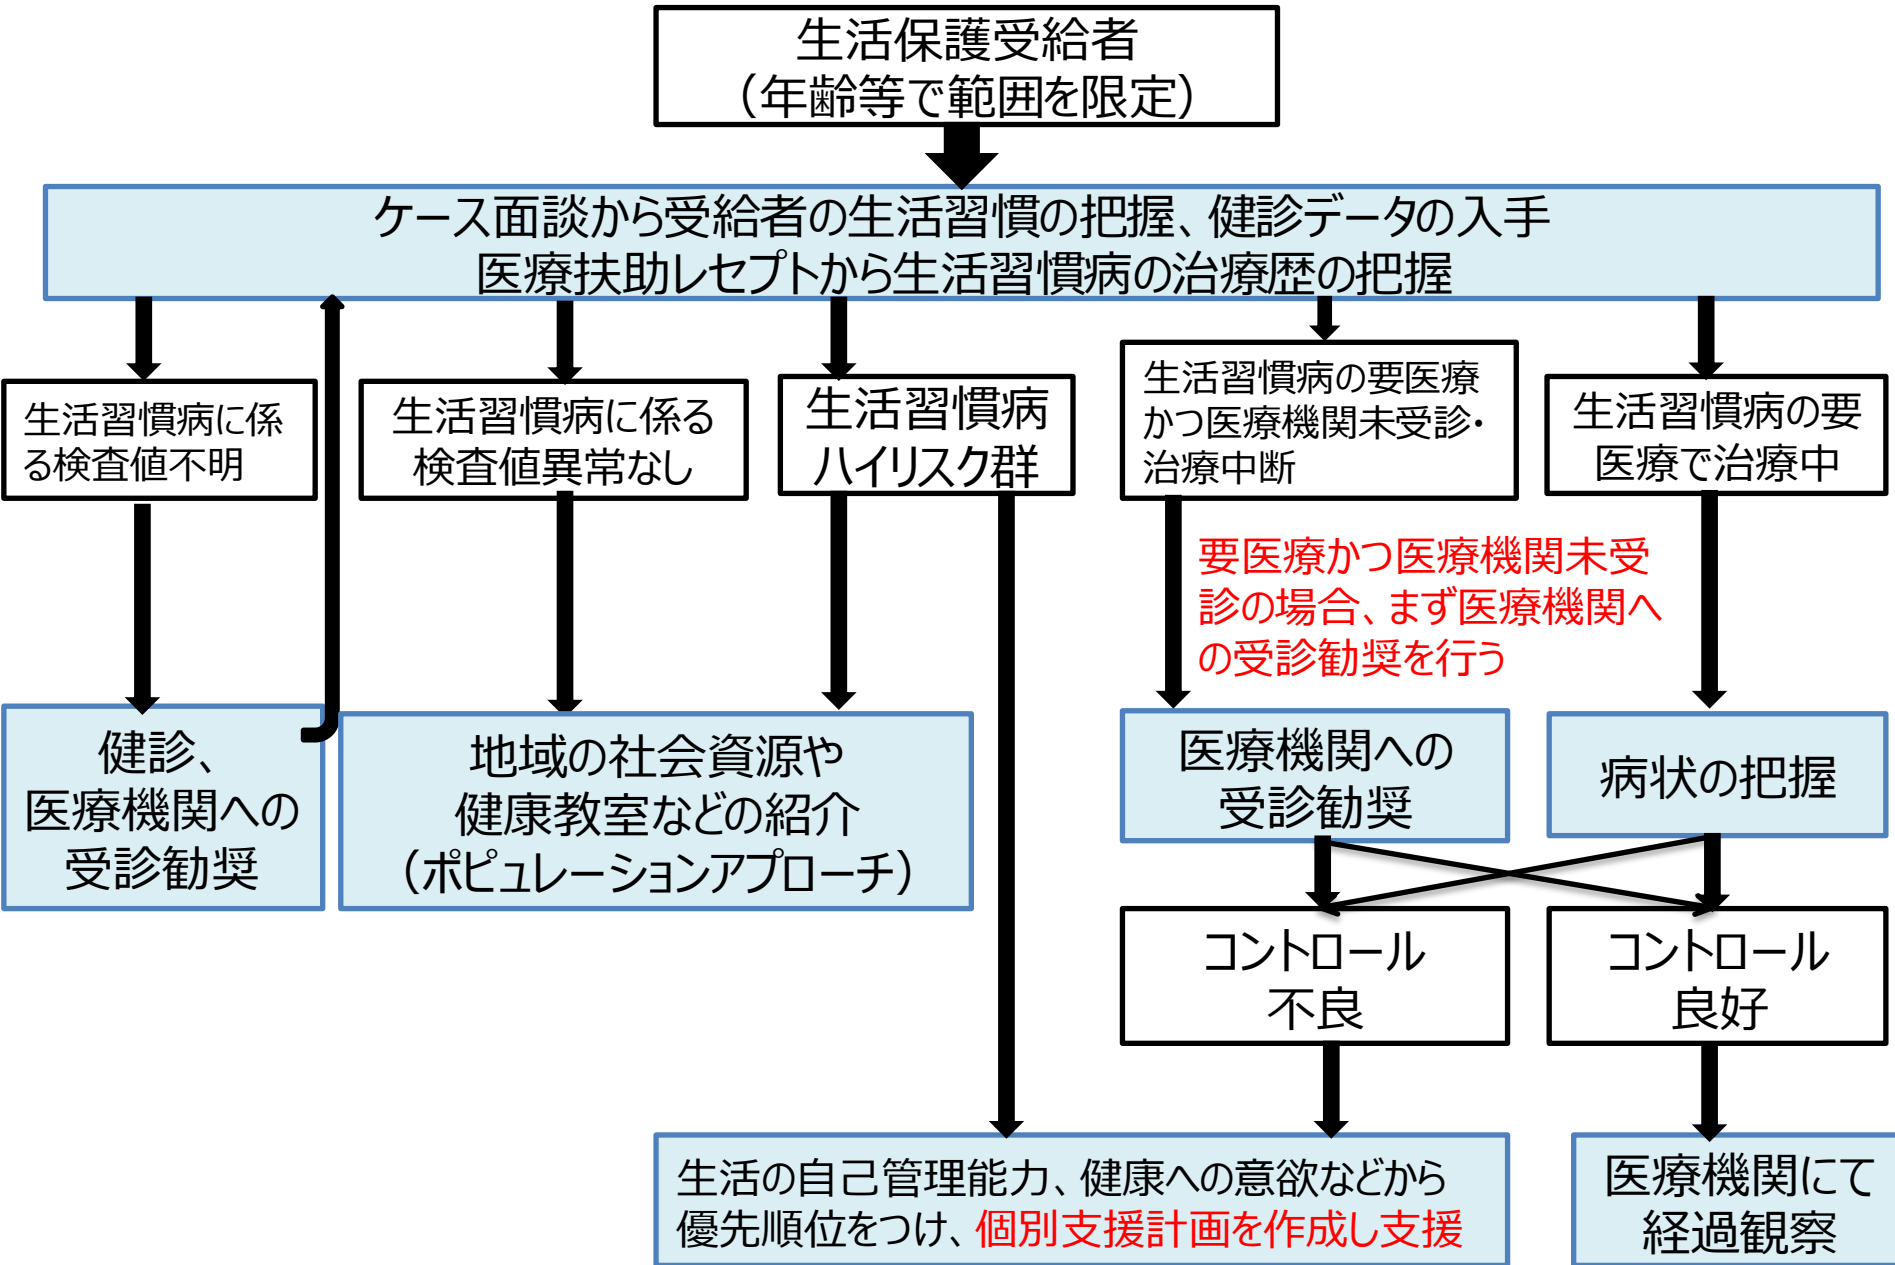 生活保護受給者
（年齢等で範囲を限定）
ケース面談から受給者の生活習慣の把握、健診データの入手
医療扶助レセプトから生活習慣病の治療歴の把握
生活習慣病に係
る検査値不明
生活習慣病に係る
検査値異常なし
生活習慣病
ハイリスク群
生活習慣病の要医療
かつ医療機関未受診・
治療中断
生活習慣病の要
医療で治療中
要医療かつ医療機関未受
診の場合、まず医療機関へ
の受診勧奨を行う
健診、
医療機関への
受診勧奨
地域の社会資源や
健康教室などの紹介
（ポピュレーションアプローチ）
医療機関への
受診勧奨
病状の把握
コントロール
不良
コントロール
良好
生活の自己管理能力、健康への意欲などから
優先順位をつけ、個別支援計画を作成し支援
医療機関にて
経過観察